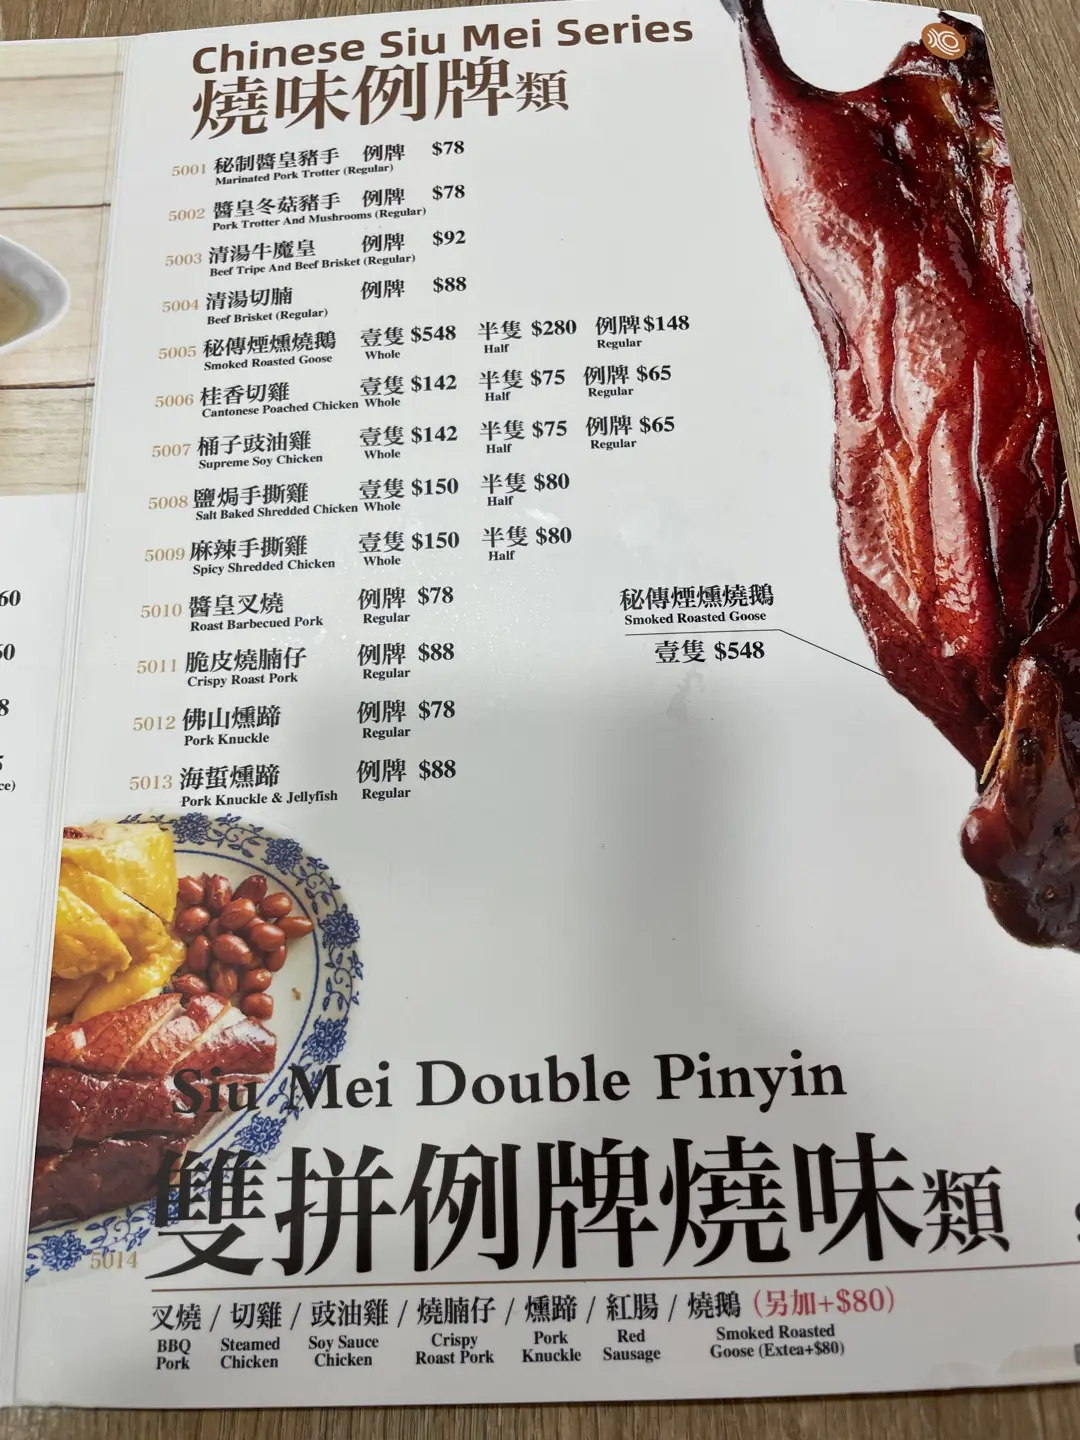 Chinese Siu Mei Series
燒味例牌類
5001 秘制醬皇豬手 例牌 $78
Marinated Pork Trotter (Regular)
5002 醬皇冬菇豬手 例牌 $78
Pork Trotter And Mushrooms (Regular)
5003 清湯牛魔皇 例牌 $92
Beef Tripe And Beef Brisket (Regular)
5004 清湯切腩 例牌 $88
Beef Brisket (Regular)
5005 秘傳煙燻燒鵝 壹隻 $548 半隻 $280 例牌 $148
Smoked Roasted Goose Whole Half Regular
5006 桂香切雞 壹隻 $142 半隻 $75 例牌 $65
Cantonese Poached Chicken Whole Half Regular
5007 桶子豉油雞 壹隻 $142 半隻 $75 例牌 $65
Supreme Soy Chicken Whole Half Regular
5008 鹽焗手撕雞 壹隻 $150 半隻 $80
Salt Baked Shredded Chicken Whole Half
5009 麻辣手撕雞 壹隻 $150 半隻 $80
Spicy Shredded Chicken Whole Half
5010 醬皇叉燒 例牌 $78
Roast Barbecued Pork Regular
5011 脆皮燒腩仔 例牌 $88
Crispy Roast Pork Regular
5012 佛山燻蹄 例牌 $78
Pork Knuckle Regular
5013 海蜇燻蹄 例牌 $88
Pork Knuckle & Jellyfish Regular
秘傳煙燻燒鵝
Smoked Roasted Goose
壹隻 $548
60
8
ce)
Siu Mei Double Pinyin
5014 雙拼例牌燒味類
叉燒 / 切雞 / 豉油雞 / 燒腩仔 / 燻蹄 / 紅腸 / 燒鵝 (另加+$80)
BBQ Steamed Soy Sauce Crispy Pork Red Smoked Roasted
Pork Chicken Chicken Roast Pork Knuckle Sausage Goose (Extea+$80)